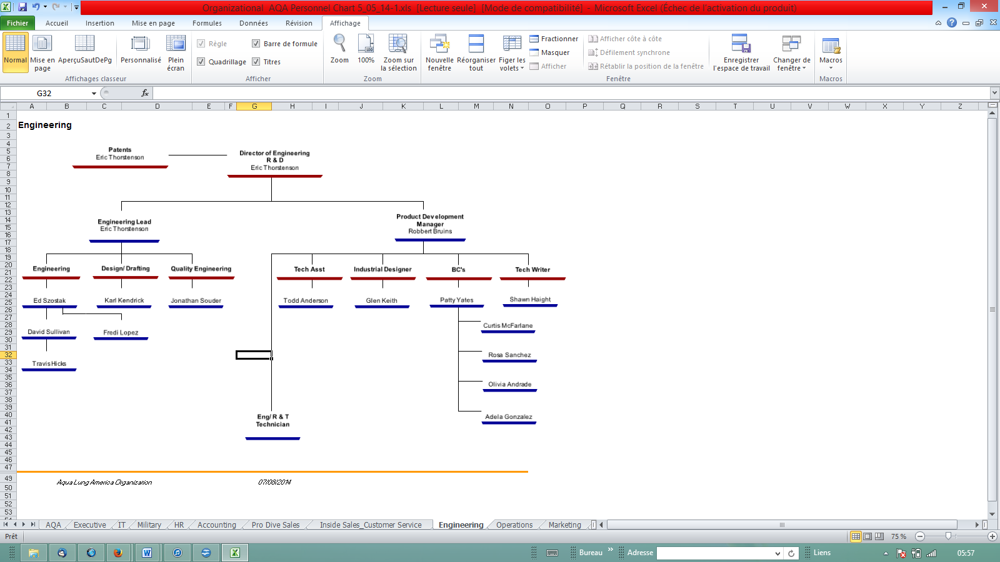 Organizational AQA Personnel Chart 5_05_14-1.xls [Lecture seule] [Mode de compatibilité] - Microsoft Excel (Échec de l'activation du produit)
Fichier Accueil Insertion Mise en page Formules Données Révision Affichage
Normal
Mise en page
AperçuSautDePg
Personnalisé
Plein écran
Affichages classeur
Règle
Barre de formule
Quadrillage
Titres
Afficher
Zoom
100%
Zoom sur la sélection
Zoom
Nouvelle fenêtre
Réorganiser tout
Figer les volets
Fractionner
Masquer
Afficher
Afficher côte à côte
Défilement synchrone
Rétablir la position de la fenêtre
Fenêtre
Enregistrer l'espace de travail
Changer de fenêtre
Macros
Macros
G32
fx
A B C D E F G H I J K L M N O P Q R S T U V W X Y Z
1
2
3
4
5
6
7
8
9
10
11
12
13
14
15
16
17
18
19
20
21
22
23
24
25
26
27
28
29
30
31
32
33
34
35
36
37
38
39
40
41
42
43
44
45
46
47
49
50
51
52
53
Engineering
Patents
Eric Thorstenson
Director of Engineering
R & D
Eric Thorstenson
Engineering Lead
Eric Thorstenson
Product Development
Manager
Robbert Bruins
Engineering
Design/ Drafting
Quality Engineering
Tech Asst
Industrial Designer
BC's
Tech Writer
Ed Szostak
Karl Kendrick
Jonathan Souder
Todd Anderson
Glen Keith
Patty Yates
Shawn Haight
David Sullivan
Fredi Lopez
Curtis McFarlane
Travis Hicks
Rosa Sanchez
Olivia Andrade
Adela Gonzalez
Eng/ R & T
Technician
Aqua Lung America Organization
07/08/2014
AQA Executive IT Military HR Accounting Pro Dive Sales Inside Sales_Customer Service Engineering Operations Marketing
Prêt
75 %
Bureau
Adresse
Liens
05:57